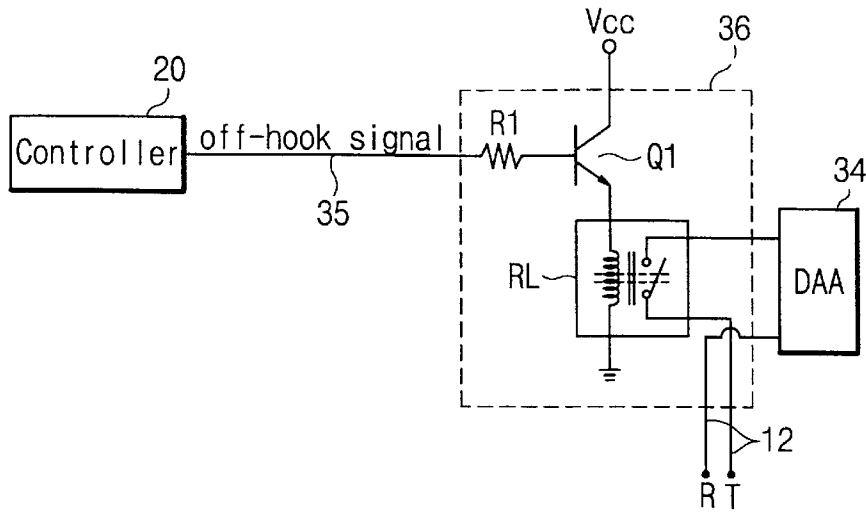 Vcc
36
20
Controller
off-hook signal
35
R1
Q1
34
DAA
RL
12
R T